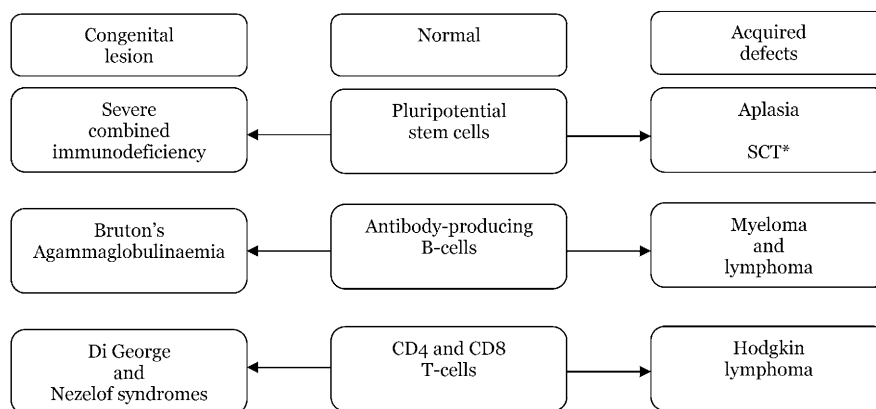 Congenital
lesion
Normal
Acquired
defects
Severe
combined
immunodeficiency
Pluripotential
stem cells
Aplasia
SCT*
Bruton's
Agammaglobulinaemia
Antibody-producing
B-cells
Myeloma
and
lymphoma
Di George
and
Nezelof syndromes
CD4 and CD8
T-cells
Hodgkin
lymphoma